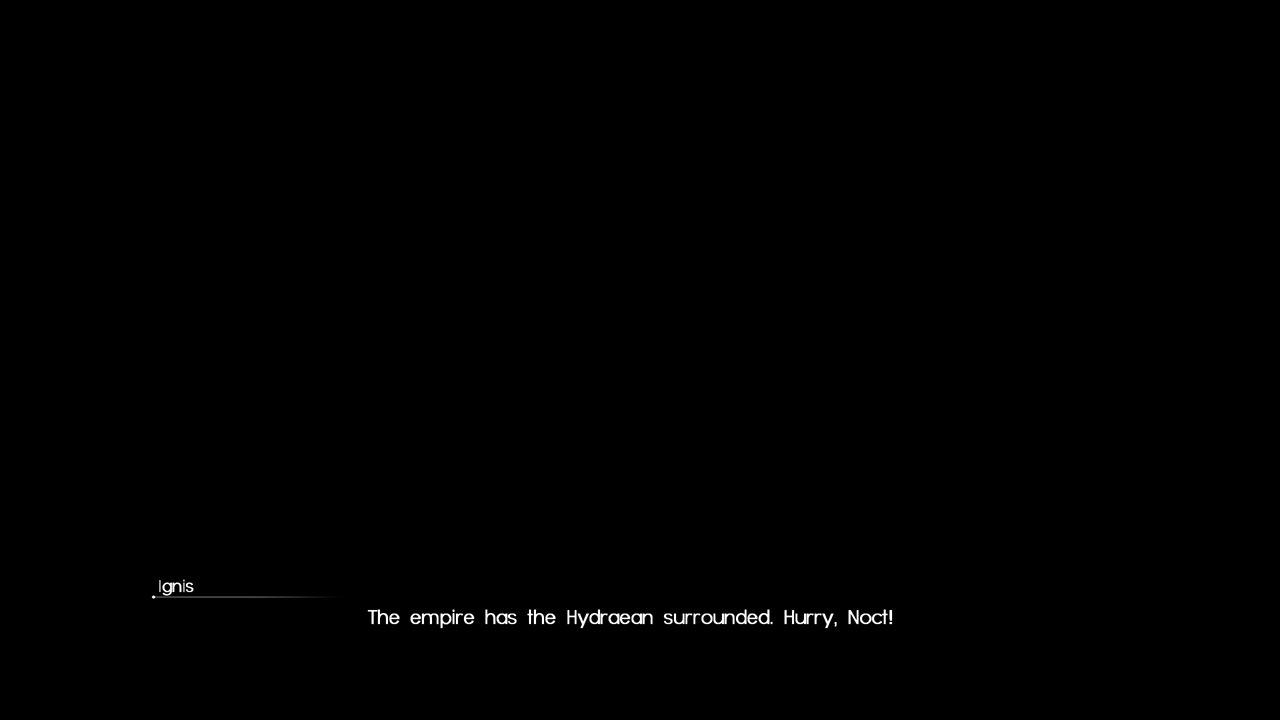 Ignis
The empire has the Hydraean surrounded. Hurry, Noct!